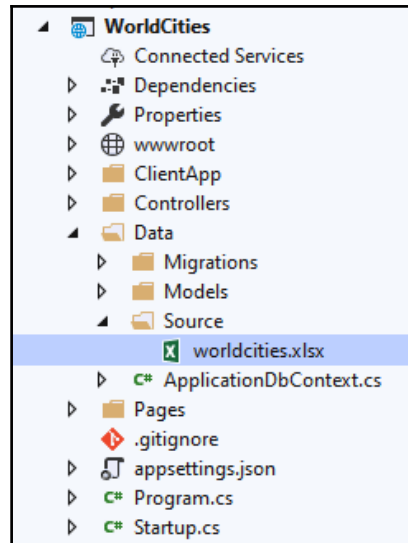 WorldCities
Connected Services
Dependencies
Properties
wwwroot
ClientApp
Controllers
Data
Migrations
Models
Source
worldcities.xlsx
C# ApplicationDbContext.cs
Pages
.gitignore
appsettings.json
C# Program.cs
C# Startup.cs